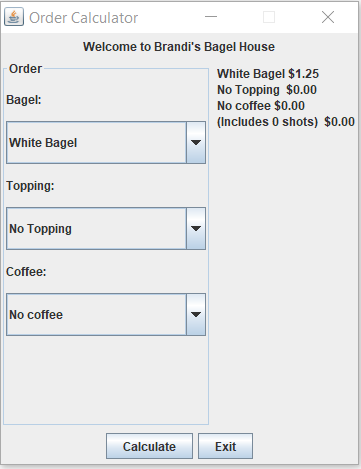 Order Calculator
Welcome to Brandi's Bagel House
Order
Bagel:
White Bagel
Topping:
No Topping
Coffee:
No coffee
White Bagel $1.25
No Topping  $0.00
No coffee $0.00
(Includes 0 shots)  $0.00
Calculate
Exit